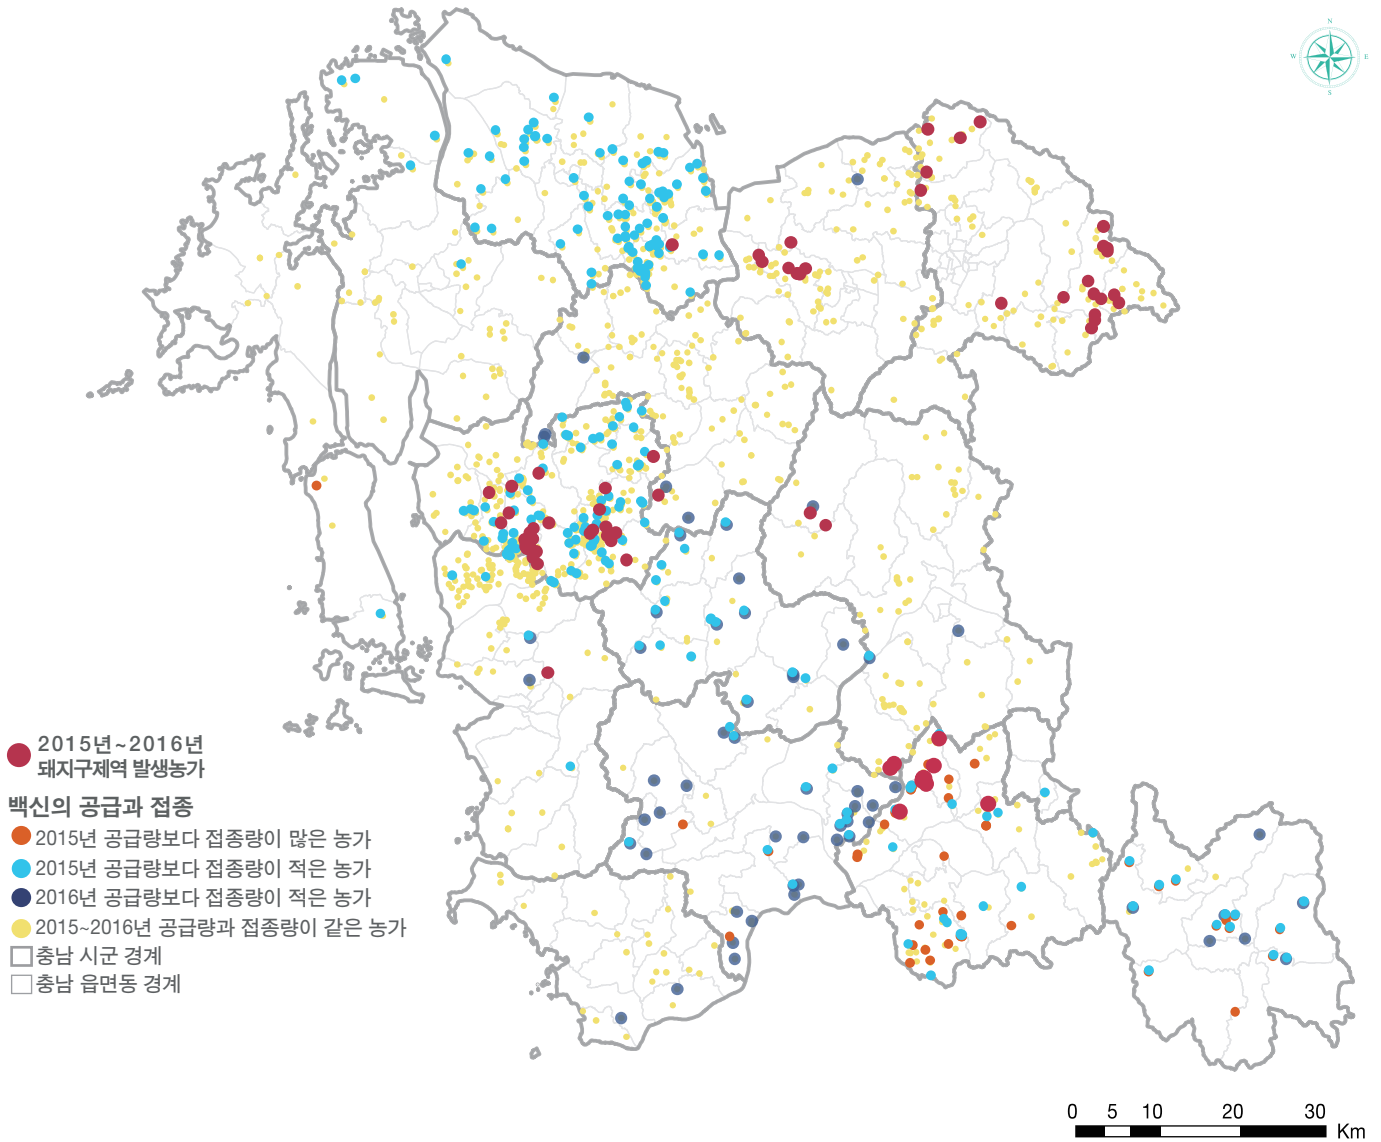 N
W
E
S
2015년~2016년
돼지구제역 발생농가
백신의 공급과 접종
2015년 공급량보다 접종량이 많은 농가
2015년 공급량보다 접종량이 적은 농가
2016년 공급량보다 접종량이 적은 농가
2015~2016년 공급량과 접종량이 같은 농가
충남 시군 경계
충남 읍면동 경계
0 5 10 20 30
Km